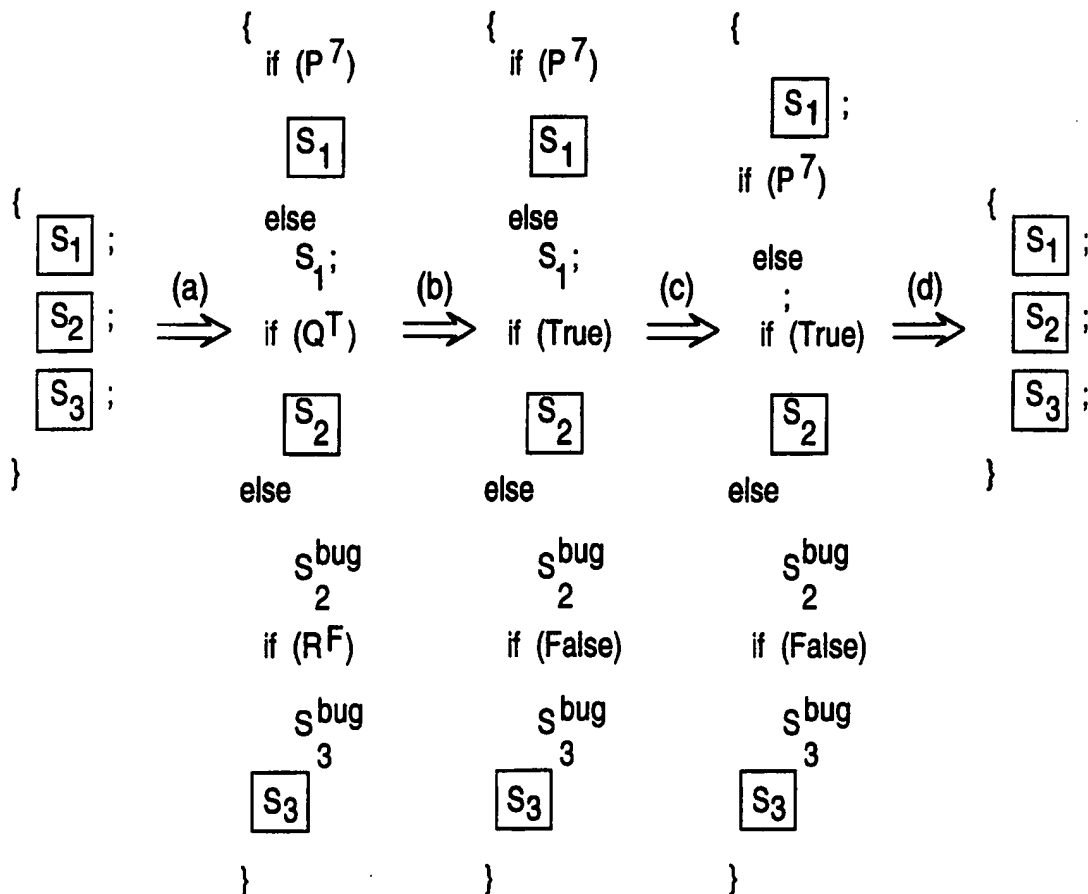 {
S1 ;
S2 ;
S3 ;
}
(a)
{
if (P^7)
S1
else
S1;
if (Q^T)
S2
else
S2^bug
if (R^F)
S3^bug
S3
}
(b)
{
if (P^7)
S1
else
S1;
if (True)
S2
else
S2^bug
if (False)
S3^bug
S3
}
(c)
{
S1 ;
if (P^7)
else
;
if (True)
S2
else
S2^bug
if (False)
S3^bug
S3
}
(d)
{
S1 ;
S2 ;
S3 ;
}